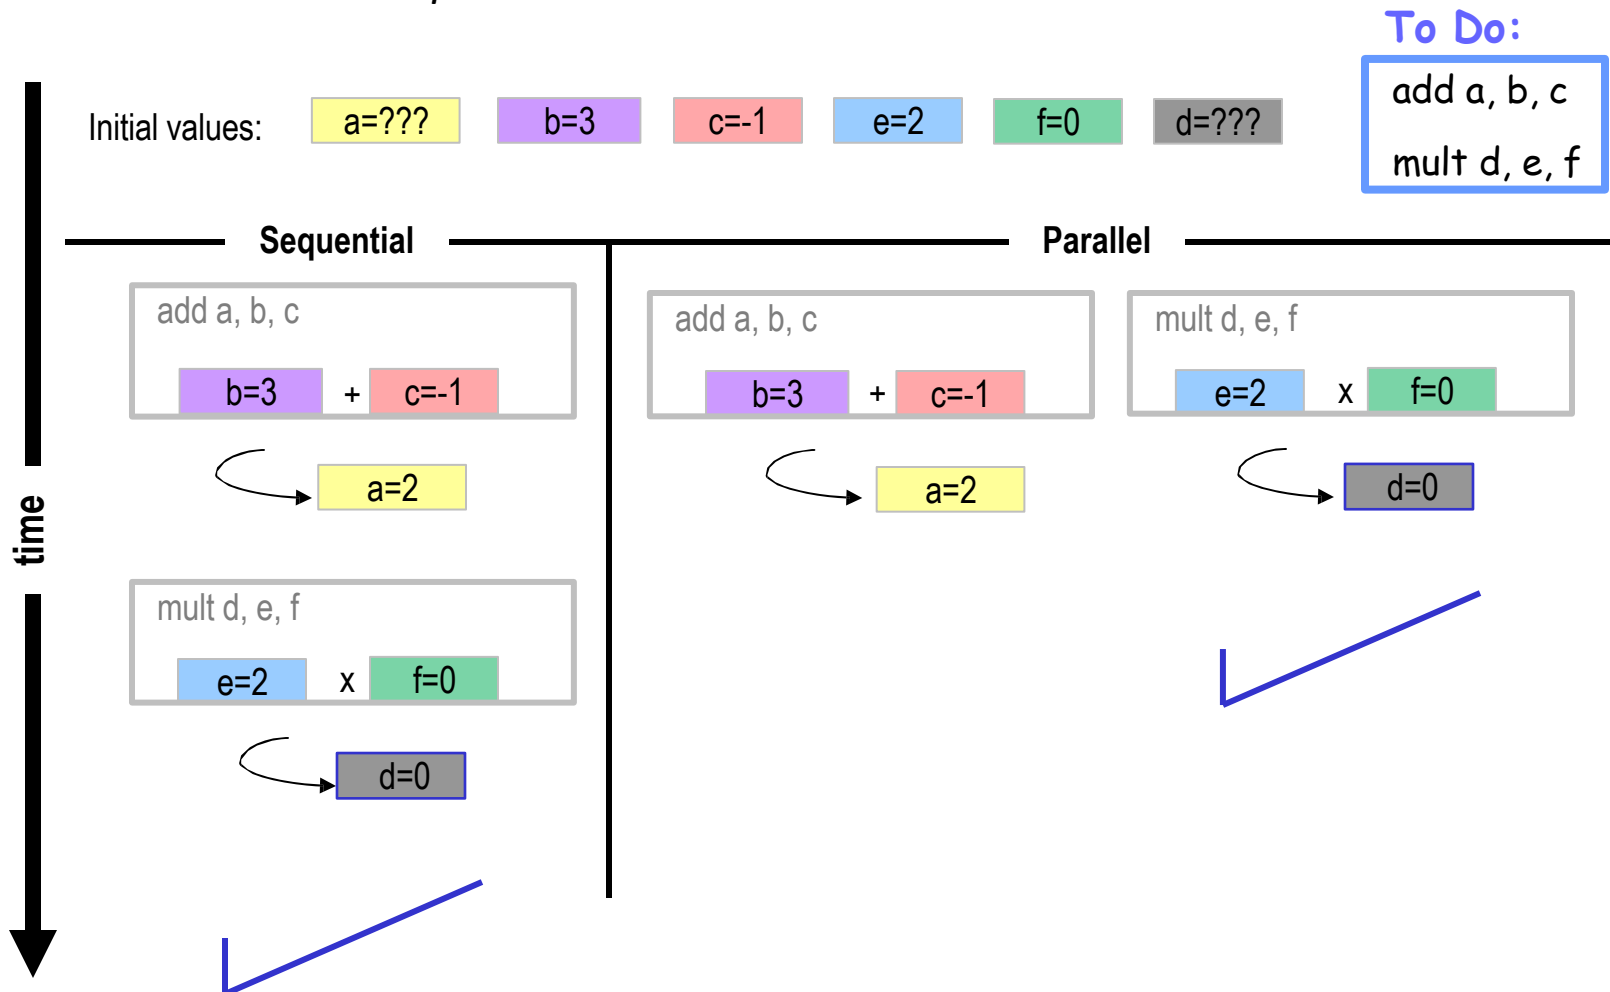 To Do:
add a, b, c
mult d, e, f
Initial values: a=??? b=3 c=-1 e=2 f=0 d=???
Sequential
Parallel
add a, b, c
b=3 + c=-1
a=2
mult d, e, f
e=2 x f=0
d=0
add a, b, c
b=3 + c=-1
a=2
mult d, e, f
e=2 x f=0
d=0
time